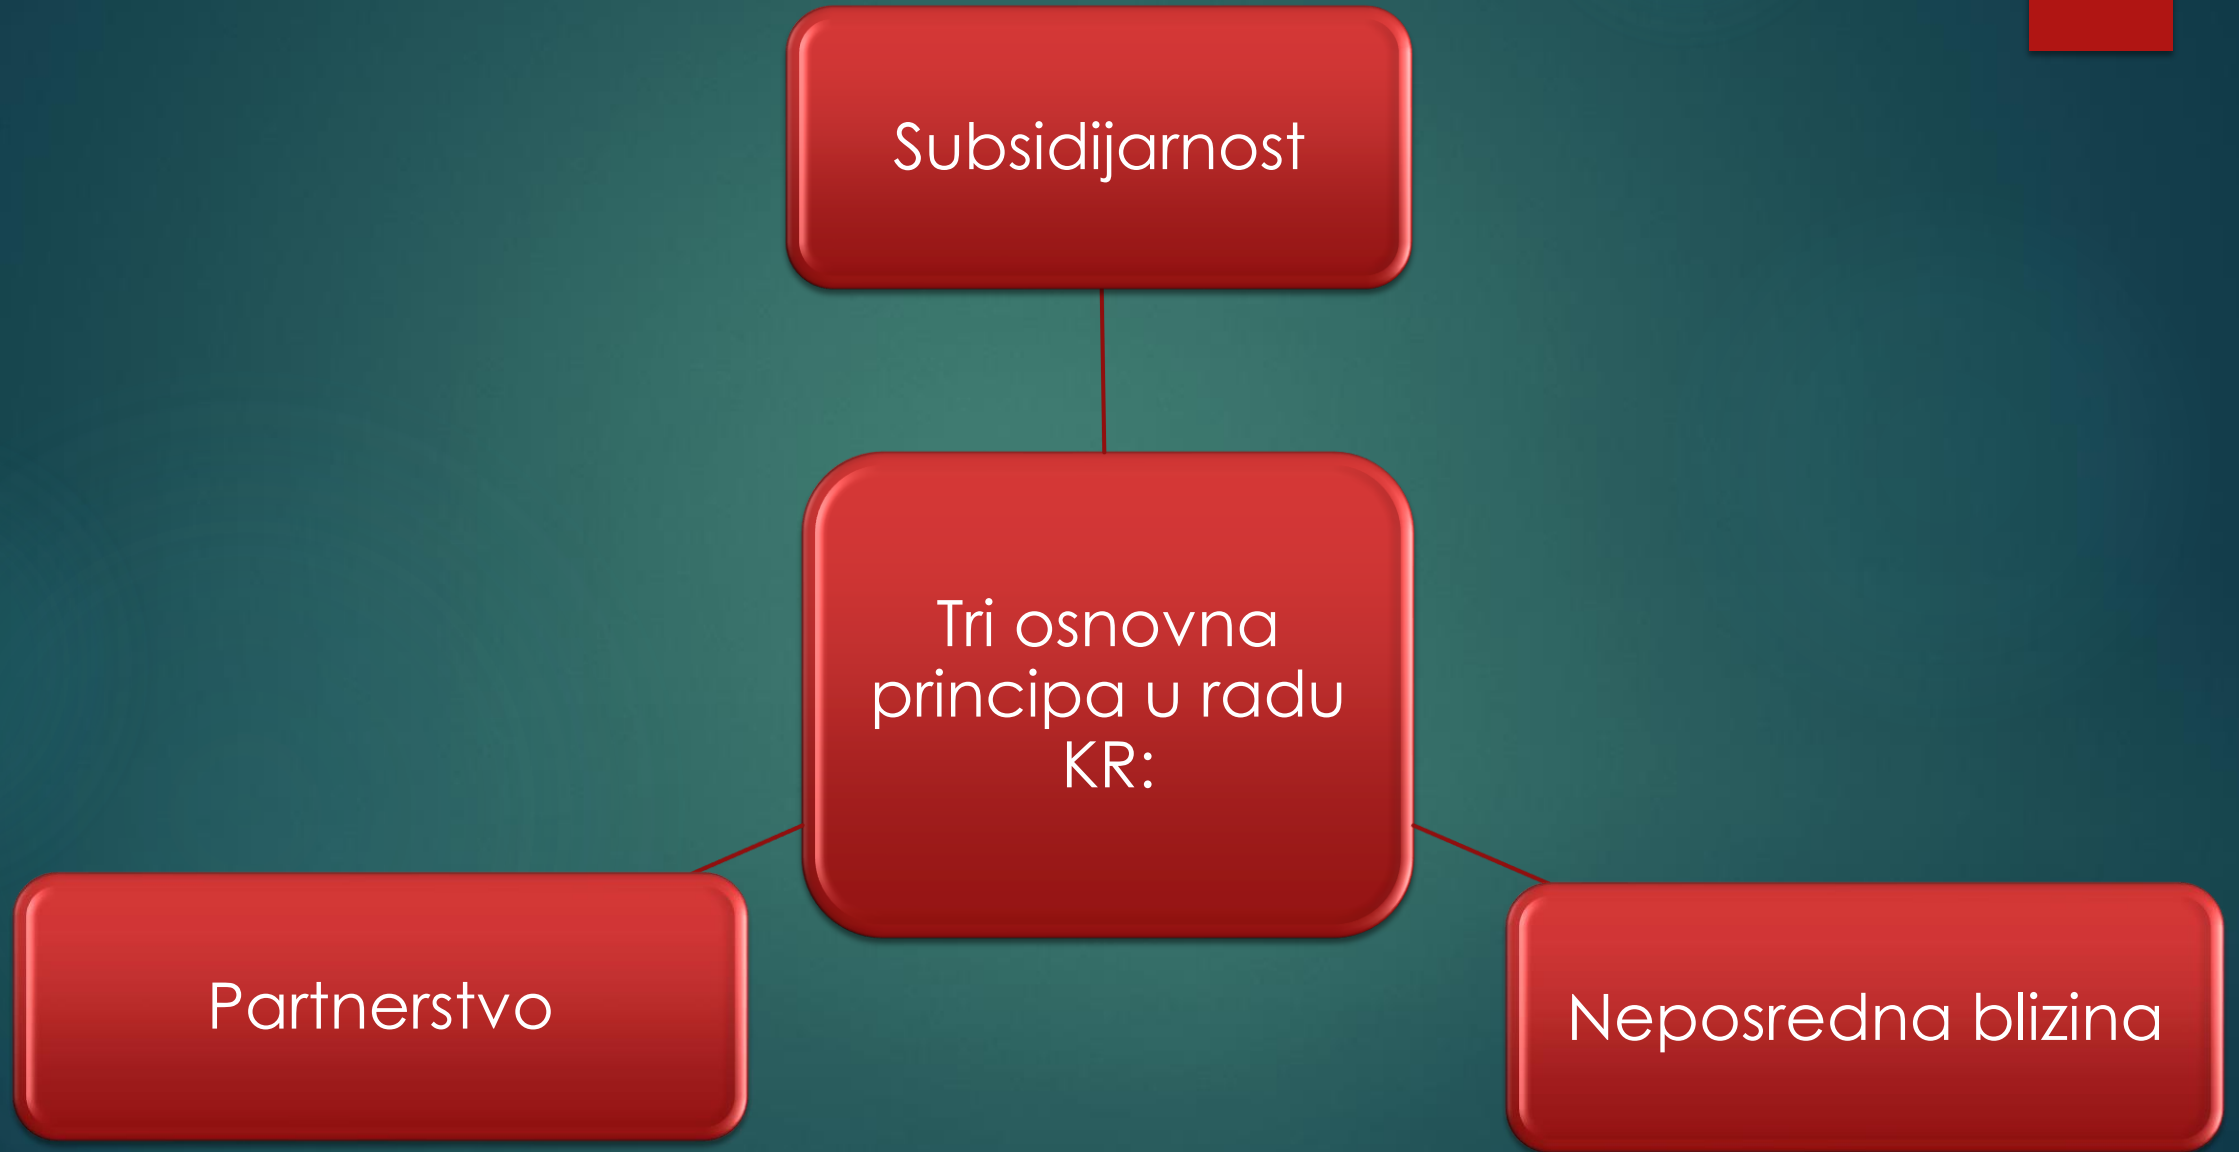 Subsidijarnost
Tri osnovna
principa u radu
KR:
Partnerstvo
Neposredna blizina